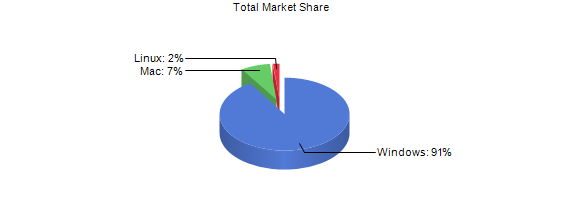 Total Market Share
Linux: 2%
Mac: 7%
Windows: 91%